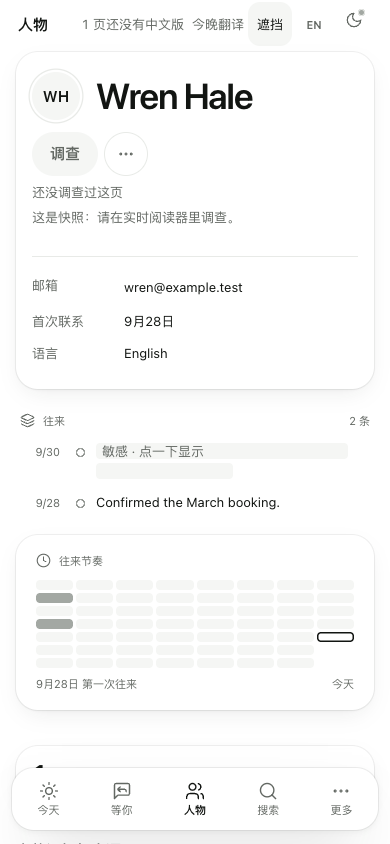 人物
1 页还没有中文版 今晚翻译 遮挡 EN
WH
Wren Hale
调查
还没调查过这页
这是快照：请在实时阅读器里调查。
邮箱 wren@example.test
首次联系 9月28日
语言 English
往来 2 条
9/30 敏感 · 点一下显示
9/28 Confirmed the March booking.
往来节奏
9月28日 第一次往来 今天
今天 等你 人物 搜索 更多